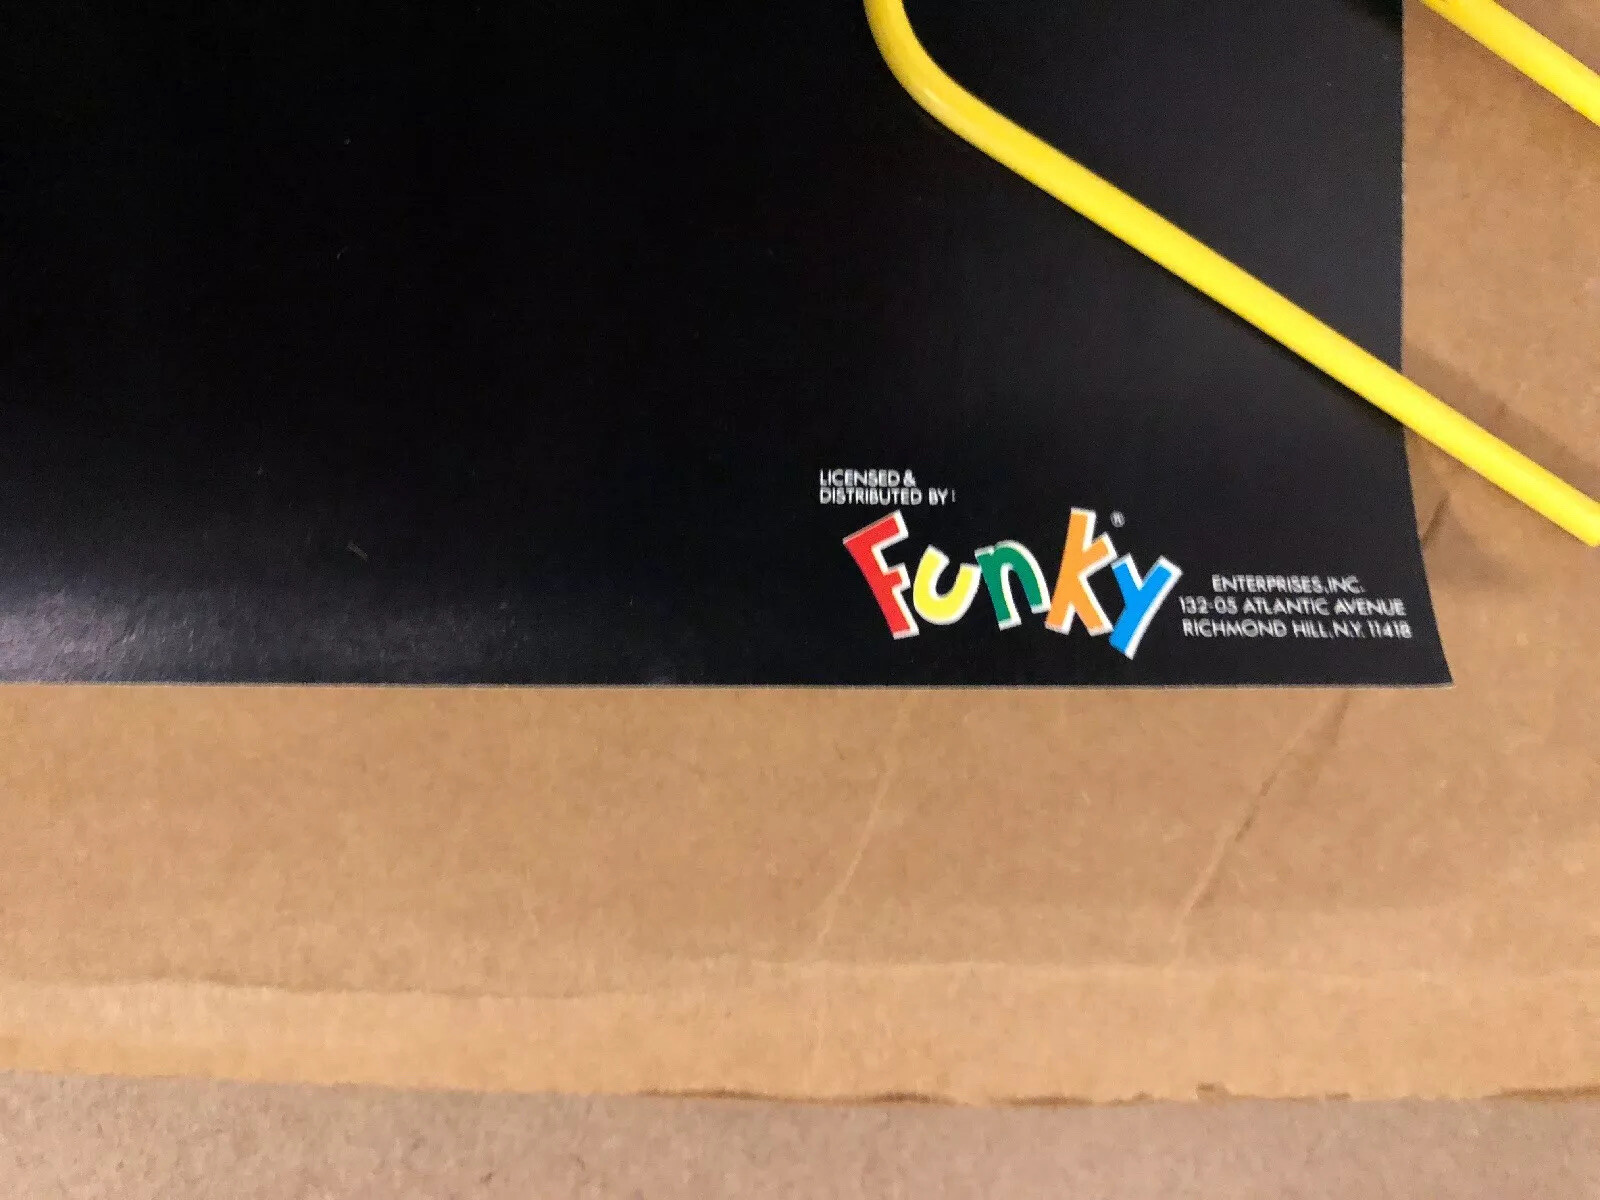 LICENSED &
DISTRIBUTED BY:
Funky®
ENTERPRISES, INC.
132-05 ATLANTIC AVENUE
RICHMOND HILL, N.Y. 11418